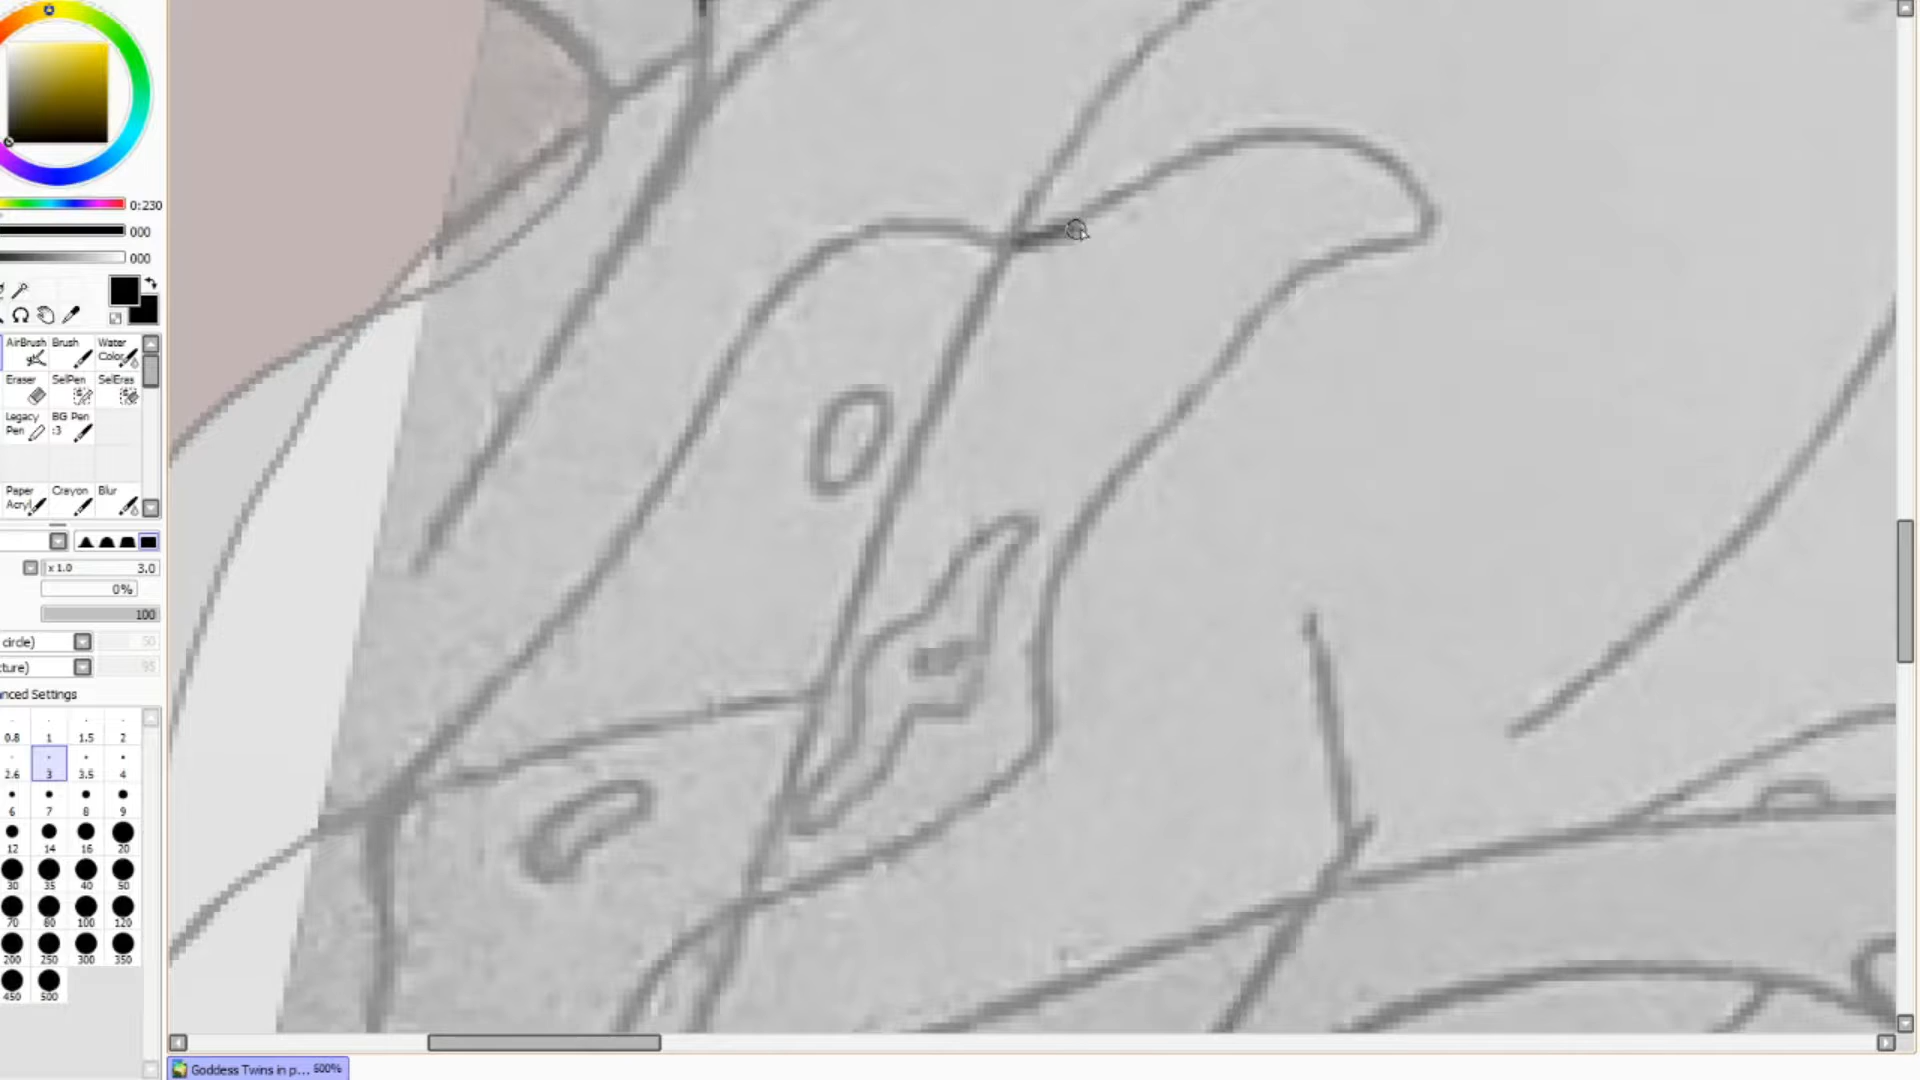 0:230
000
000
AirBrush Brush Water Color
Eraser SelPen SelEras
Legacy Pen BG Pen :3
Paper Acryl Crayon Blur
x 1.0 3.0
0%
100
circle) 50
ture) 95
nced Settings
0.8 1 1.5 2
2.6 3 3.5 4
6 7 8 9
12 14 16 20
30 35 40 50
70 80 100 120
200 250 300 350
450 500
Goddess Twins in p... 500%